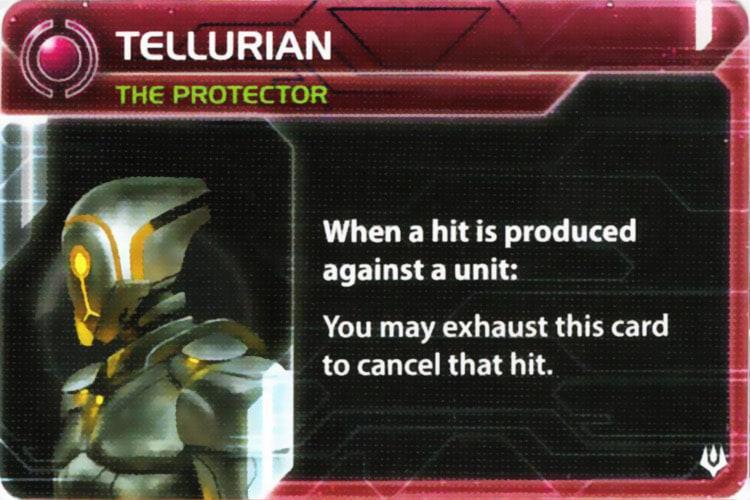 TELLURIAN
THE PROTECTOR
When a hit is produced
against a unit:
You may exhaust this card
to cancel that hit.